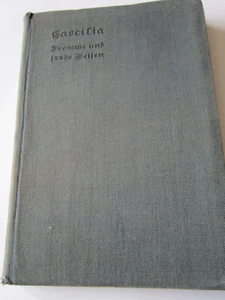 Caecilia
Fromme und
frohe Weisen